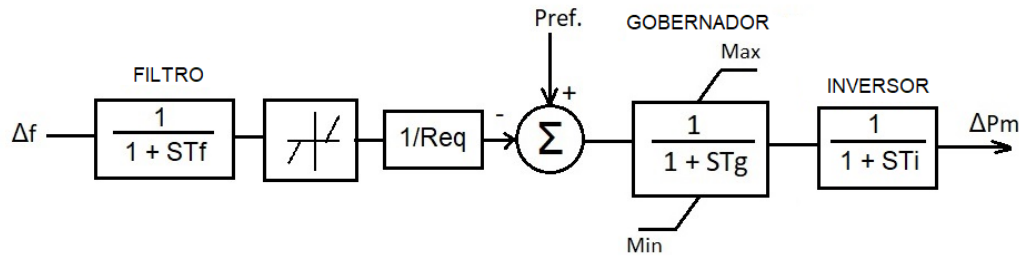 Pref.
GOBERNADOR
Max
FILTRO
INVERSOR
Δf
1
1 + STf
1/Req
-
+
Σ
1
1 + STg
1
1 + STi
ΔPm
Min